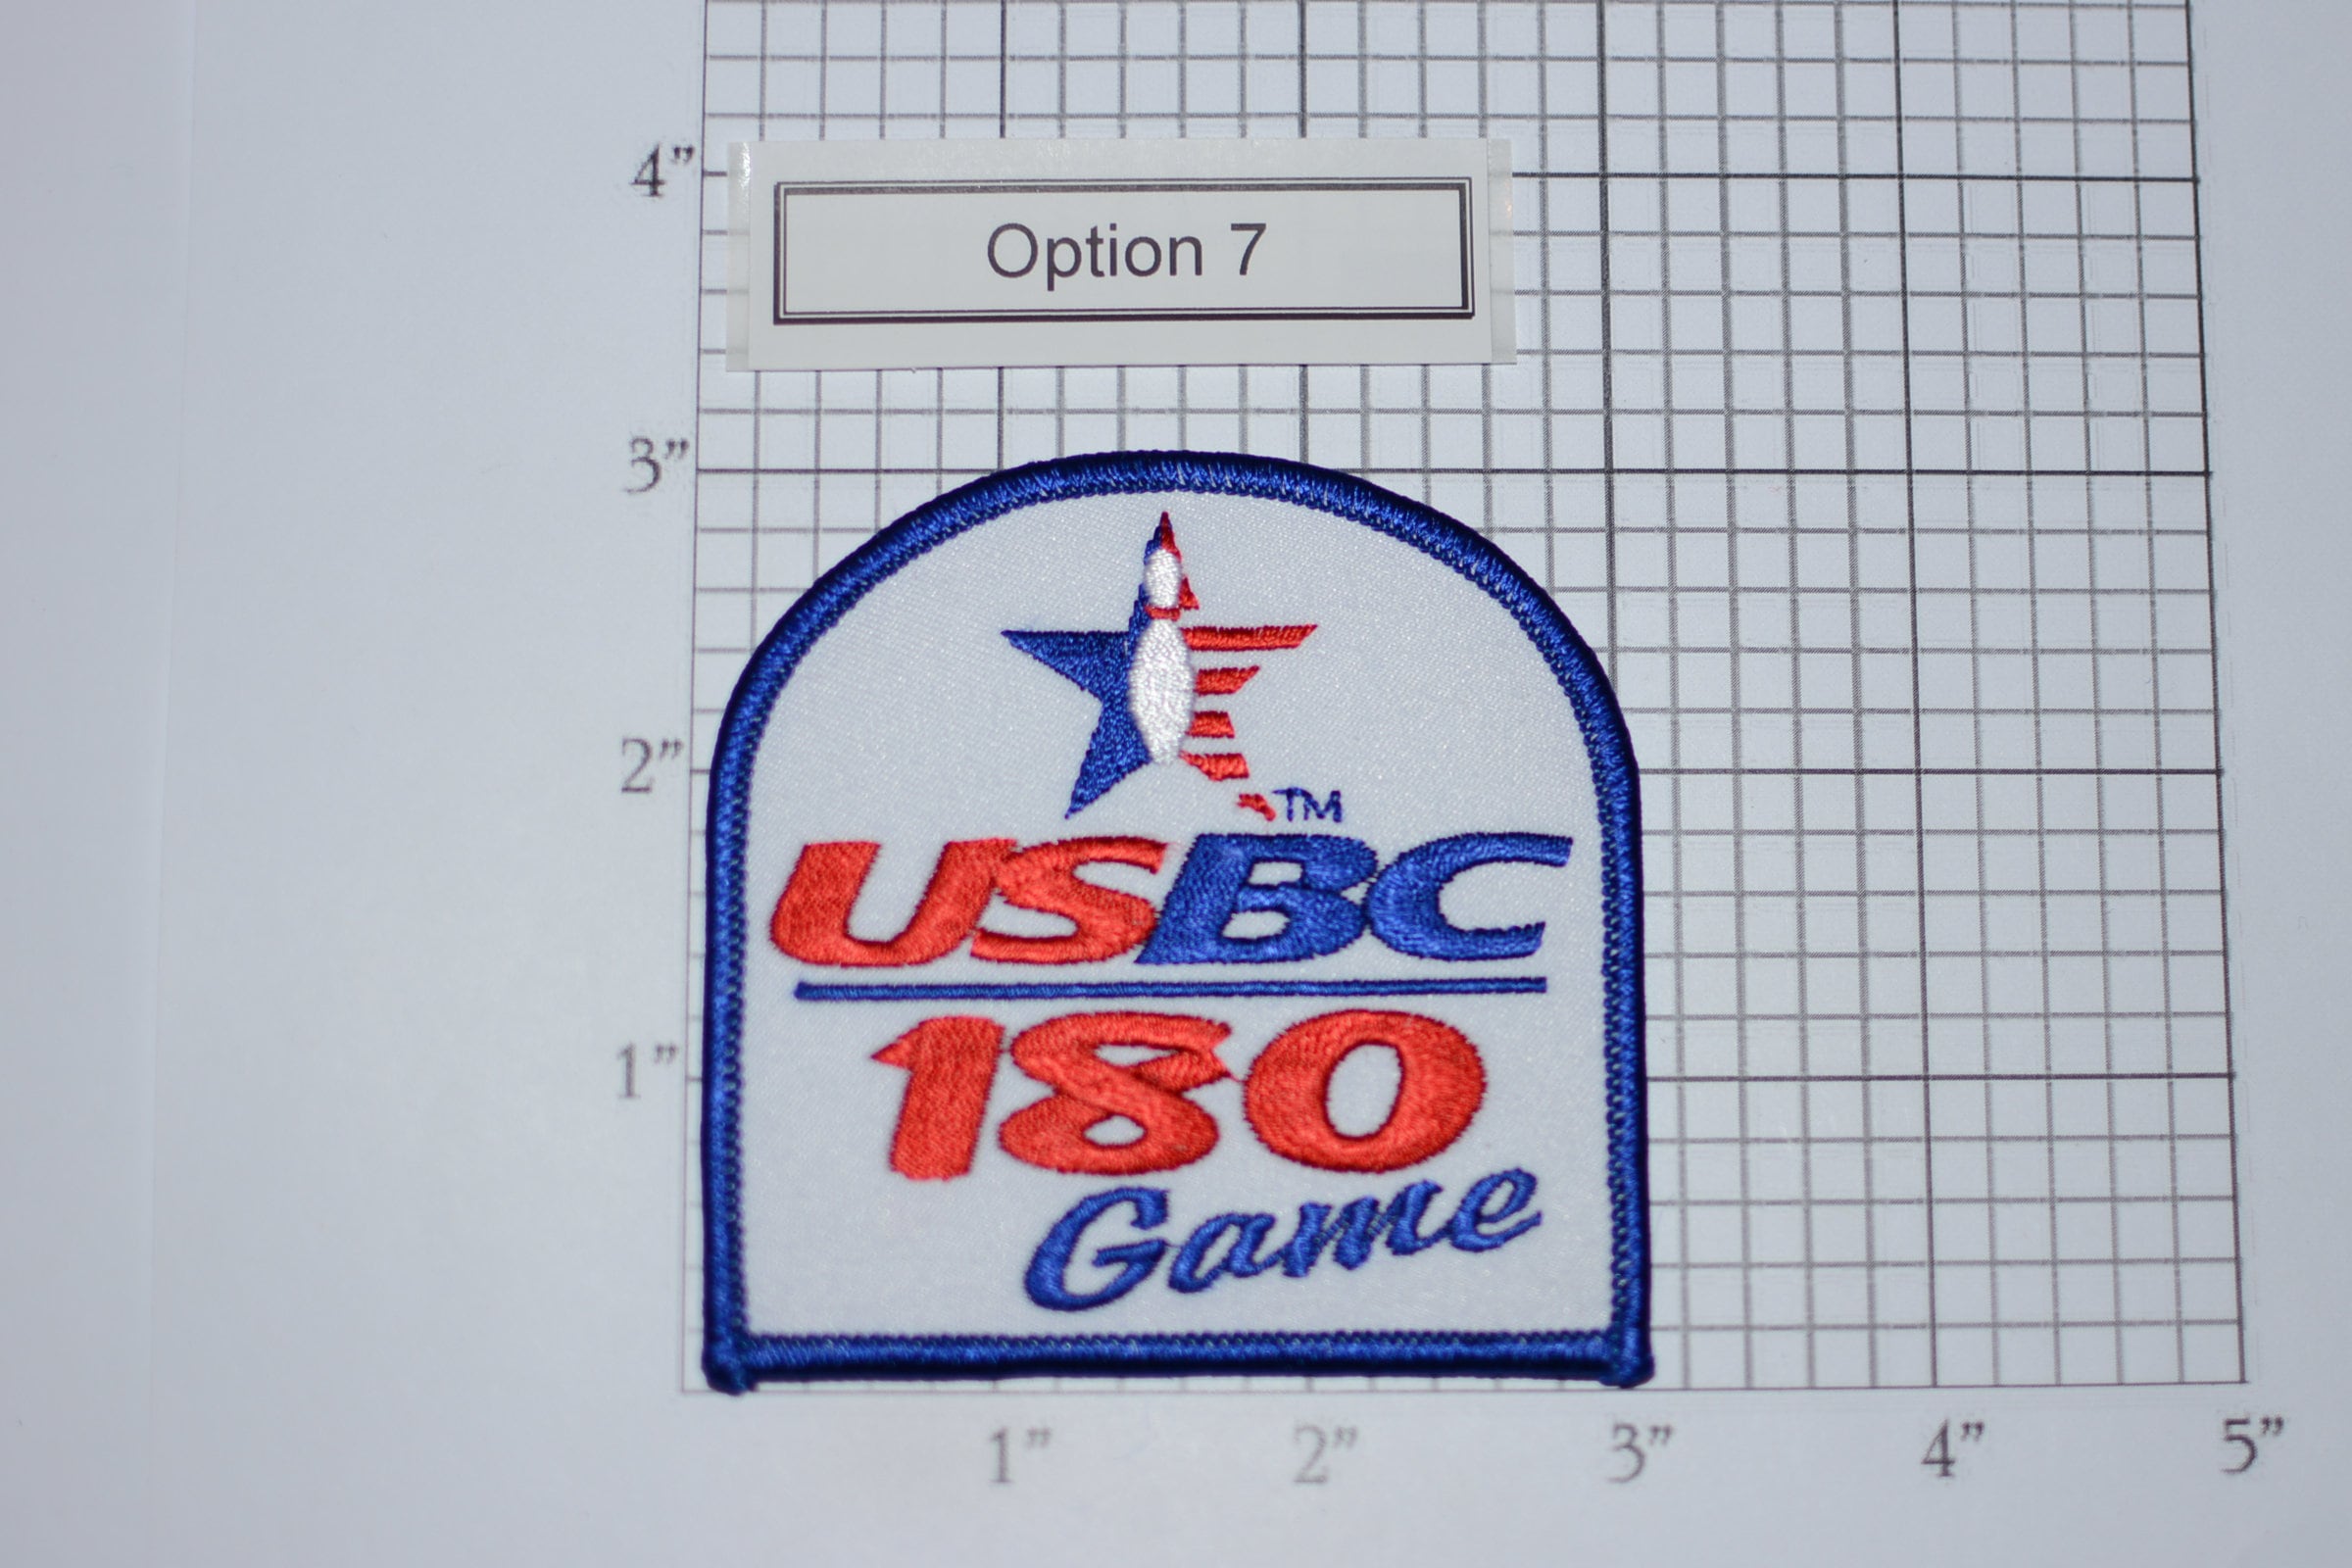 4”
Option 7
3”
2”
TM
USBC
1”
180
Game
1” 2” 3” 4” 5”